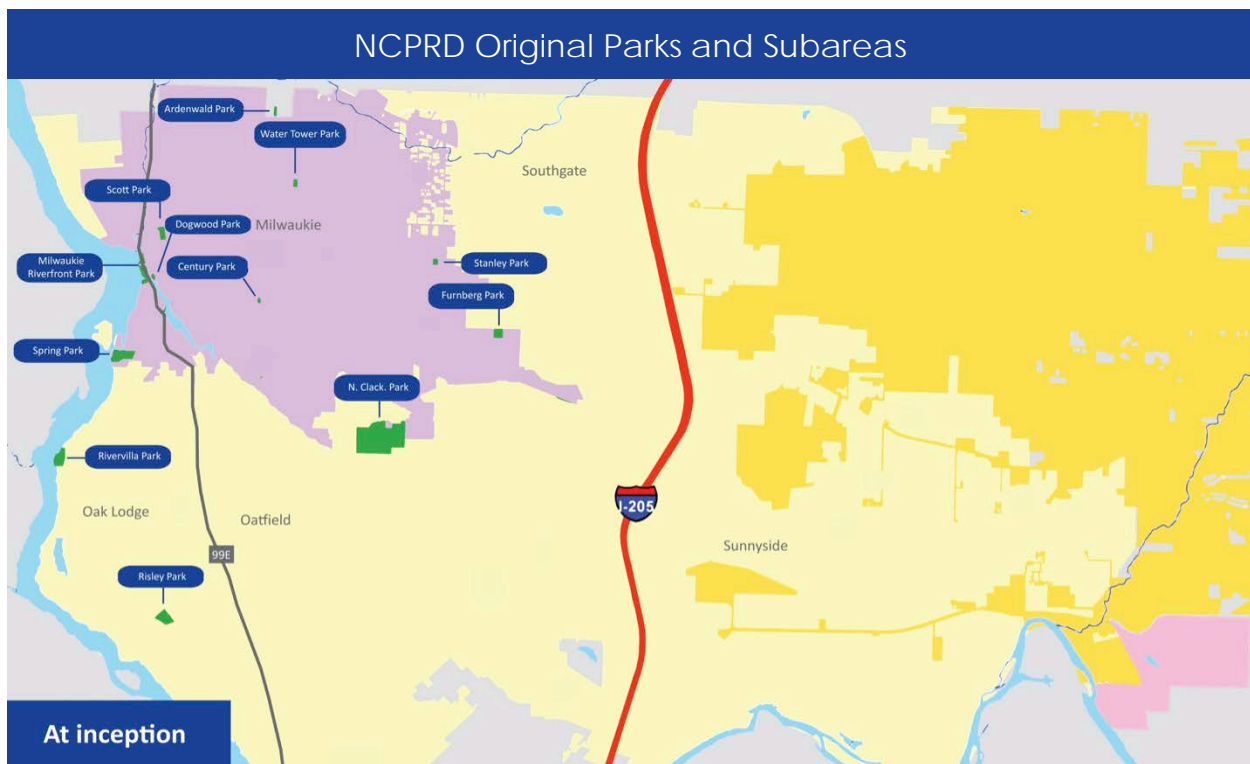 NCPRD Original Parks and Subareas
Ardenwald Park
Water Tower Park
Southgate
Scott Park
Dogwood Park
Milwaukie
Milwaukie
Riverfront Park
Century Park
Stanley Park
Furnberg Park
Spring Park
N. Clack. Park
Rivervilla Park
I-205
Oak Lodge
Oatfield
Sunnyside
99E
Risley Park
At inception